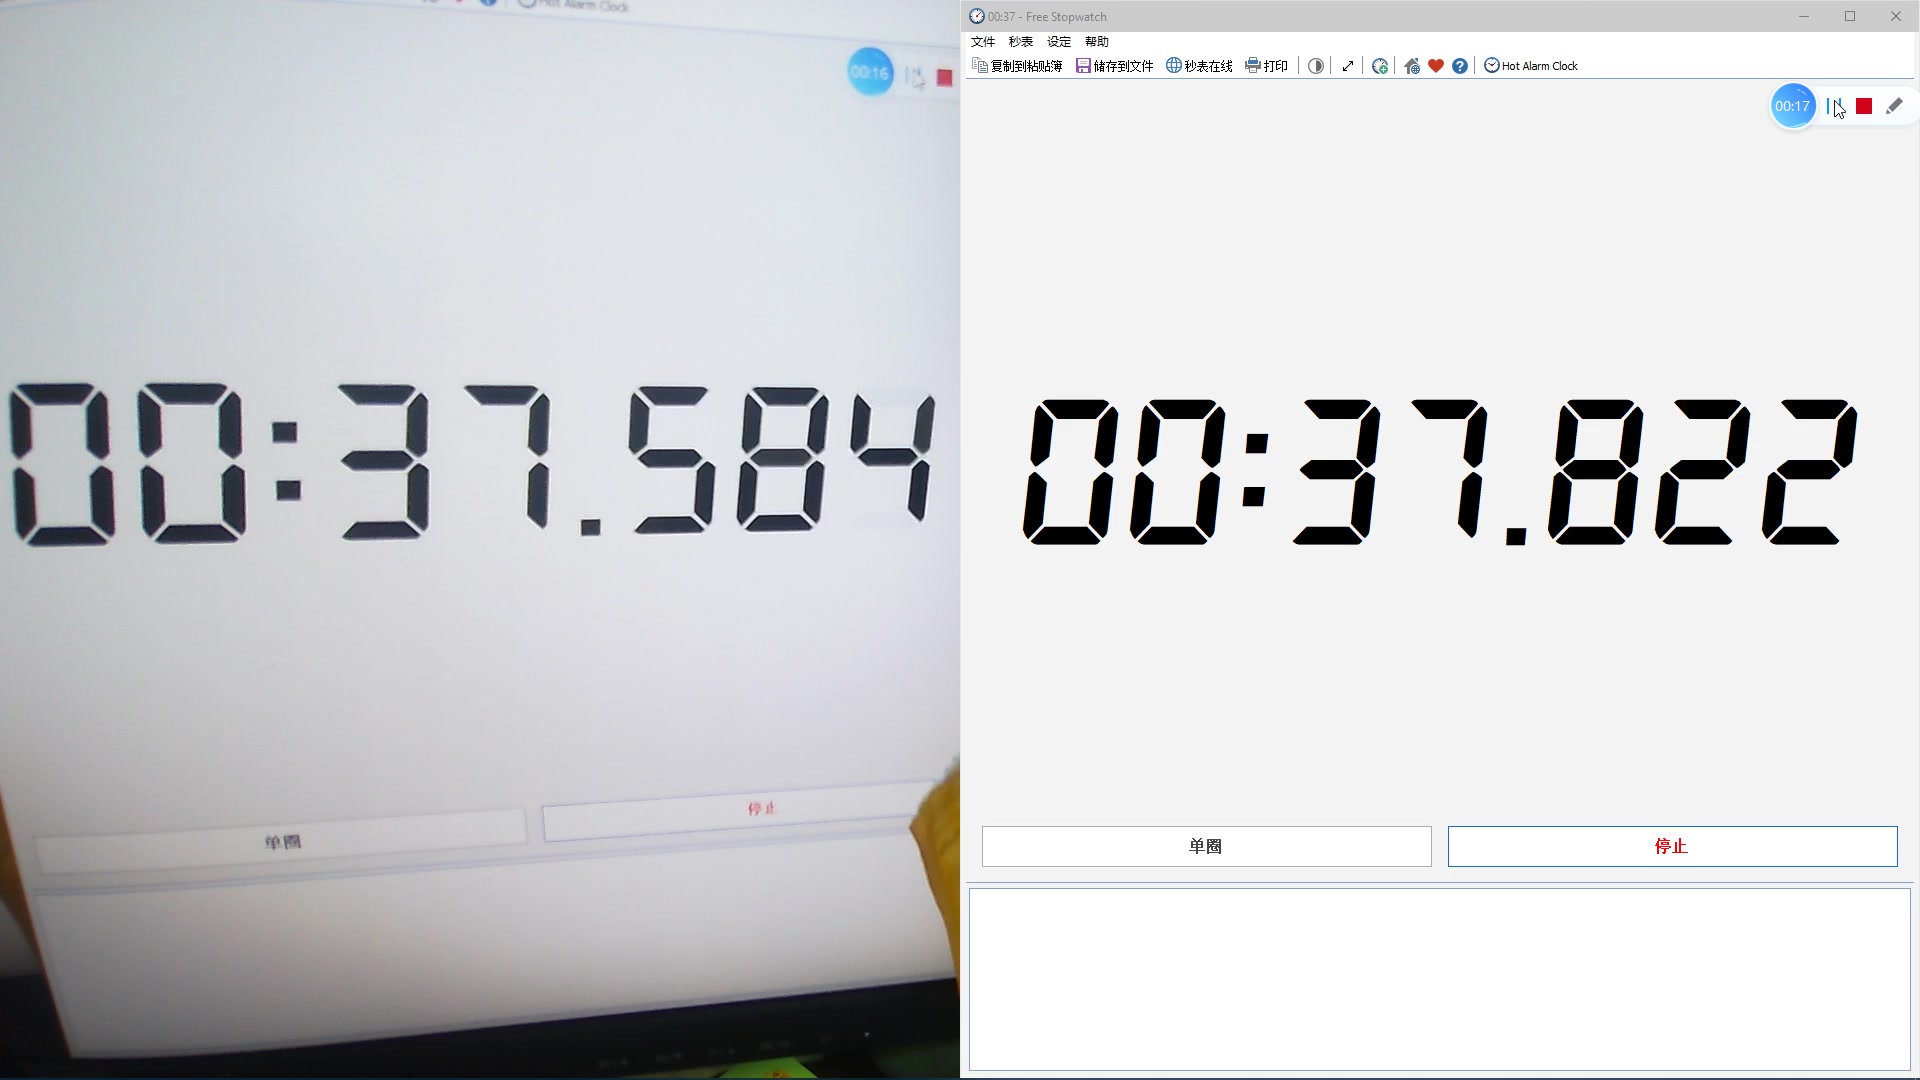 Hot Alarm Clock
00:16
00:37.584
单圈
停止
00:37 - Free Stopwatch
文件 秒表 设定 帮助
复制到粘贴簿 储存到文件 秒表在线 打印 Hot Alarm Clock
00:17
00:37.822
单圈 停止